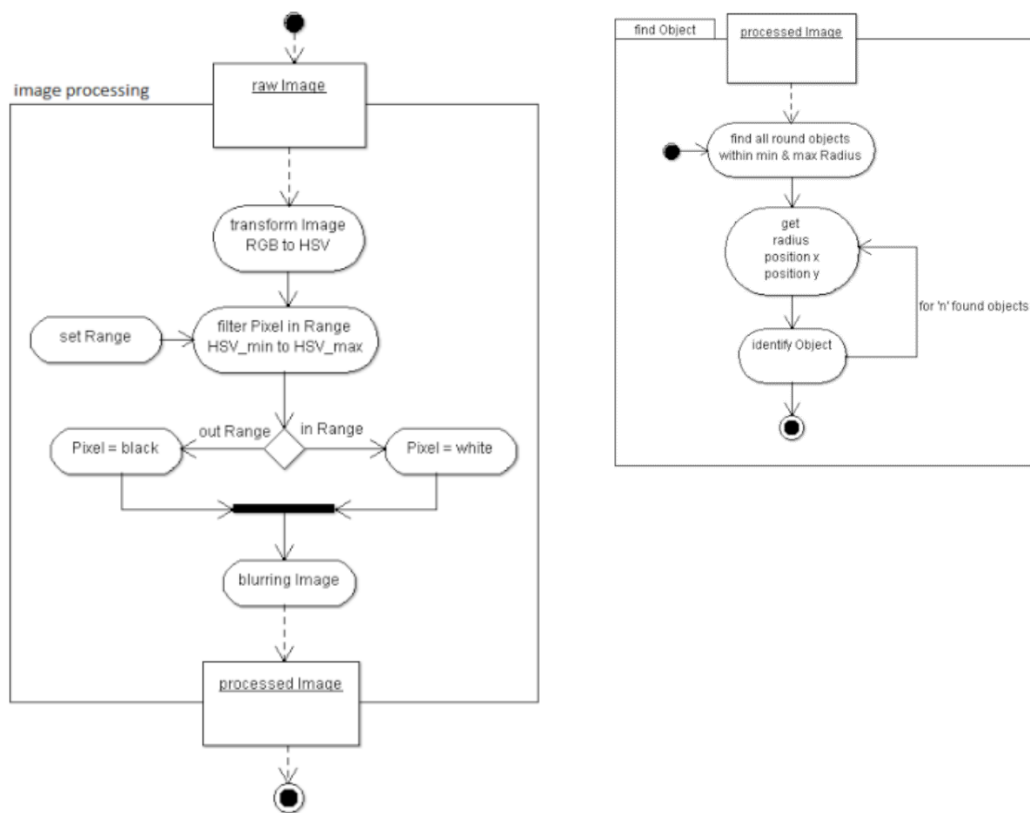 image processing
raw Image
transform Image
RGB to HSV
set Range
filter Pixel in Range
HSV_min to HSV_max
out Range
in Range
Pixel = black
Pixel = white
blurring Image
processed Image
find Object
processed Image
find all round objects
within min & max Radius
get
radius
position x
position y
for 'n' found objects
identify Object